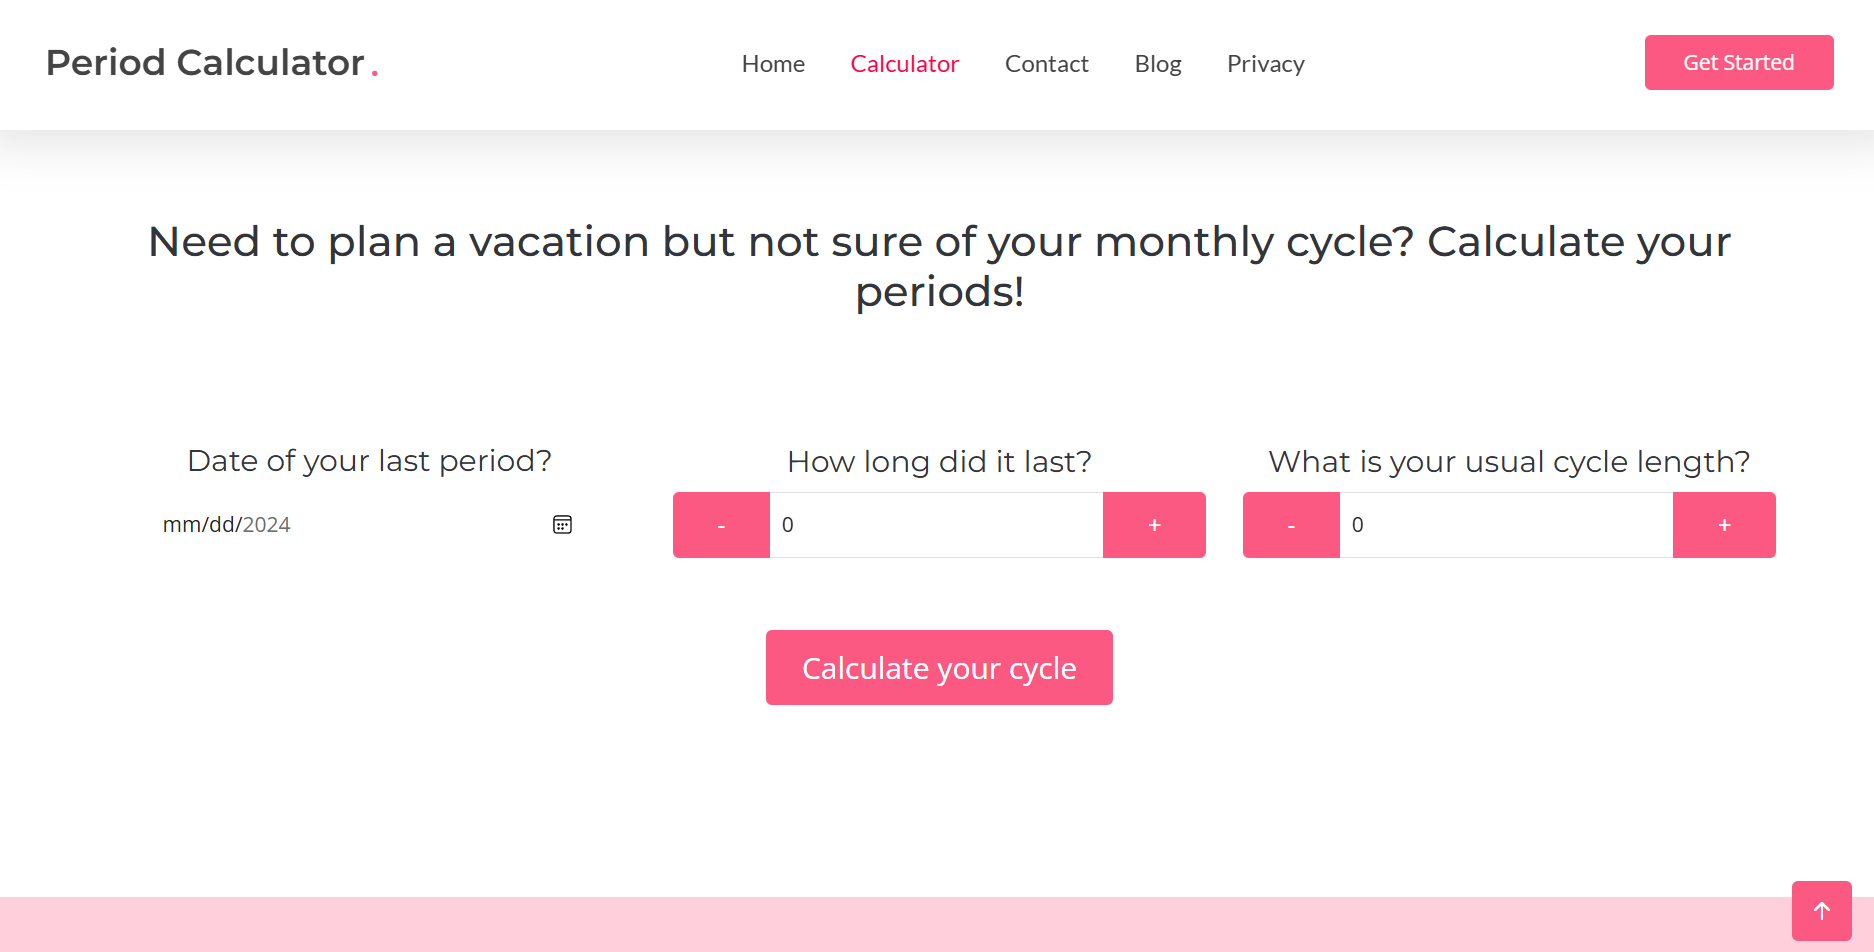 Period Calculator.
Home Calculator Contact Blog Privacy
Get Started
Need to plan a vacation but not sure of your monthly cycle? Calculate your
periods!
Date of your last period?
mm/dd/2024
How long did it last?
- 0 +
What is your usual cycle length?
- 0 +
Calculate your cycle